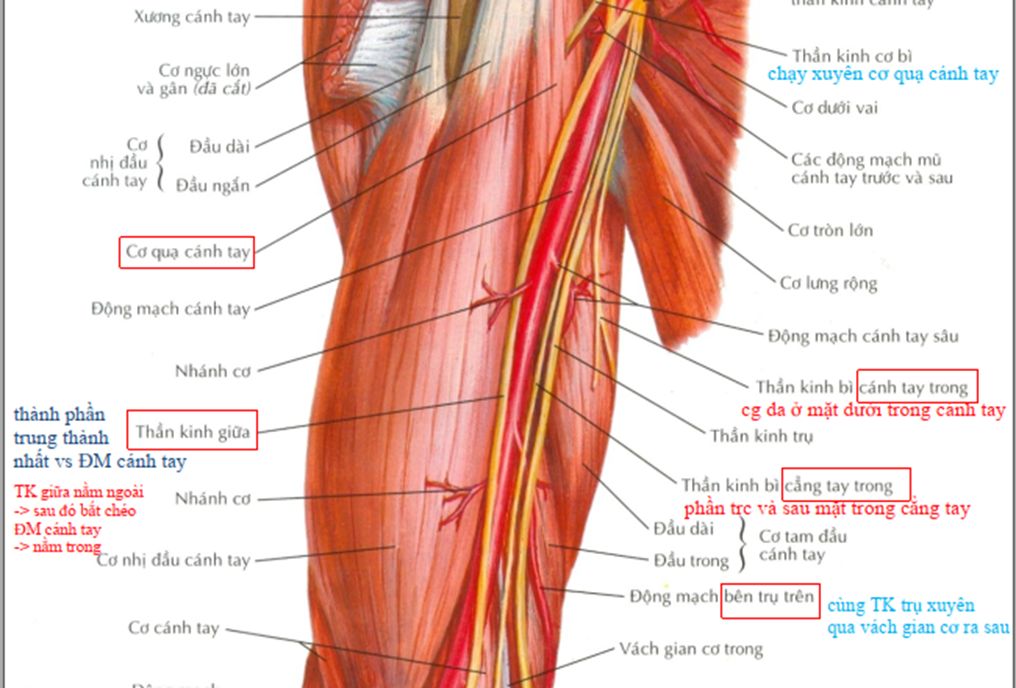 Xương cánh tay
Cơ ngực lớn
và gân (đã cắt)
Cơ
nhị đầu
cánh tay
Đầu dài
Đầu ngắn
Cơ quạ cánh tay
Động mạch cánh tay
Nhánh cơ
thành phần
trung thành
nhất vs ĐM cánh tay
Thần kinh giữa
TK giữa nằm ngoài
-> sau đó bắt chéo
ĐM cánh tay
-> nằm trong
Nhánh cơ
Cơ nhị đầu cánh tay
Cơ cánh tay
Động mạch
thần kinh cánh tay
Thần kinh cơ bì
chạy xuyên cơ quạ cánh tay
Cơ dưới vai
Các động mạch mũ
cánh tay trước và sau
Cơ tròn lớn
Cơ lưng rộng
Động mạch cánh tay sâu
Thần kinh bì cánh tay trong
cg da ở mặt dưới trong cánh tay
Thần kinh trụ
Thần kinh bì cẳng tay trong
phần trc và sau mặt trong cẳng tay
Đầu dài
Đầu trong
Cơ tam đầu
cánh tay
Động mạch bên trụ trên
cùng TK trụ xuyên
qua vách gian cơ ra sau
Vách gian cơ trong